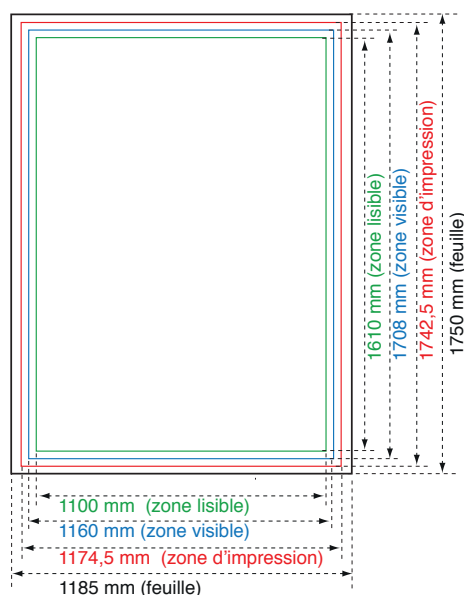 1610 mm (zone lisible)
1708 mm (zone visible)
1742,5 mm (zone d'impression)
1750 mm (feuille)
1100 mm (zone lisible)
1160 mm (zone visible)
1174,5 mm (zone d'impression)
1185 mm (feuille)